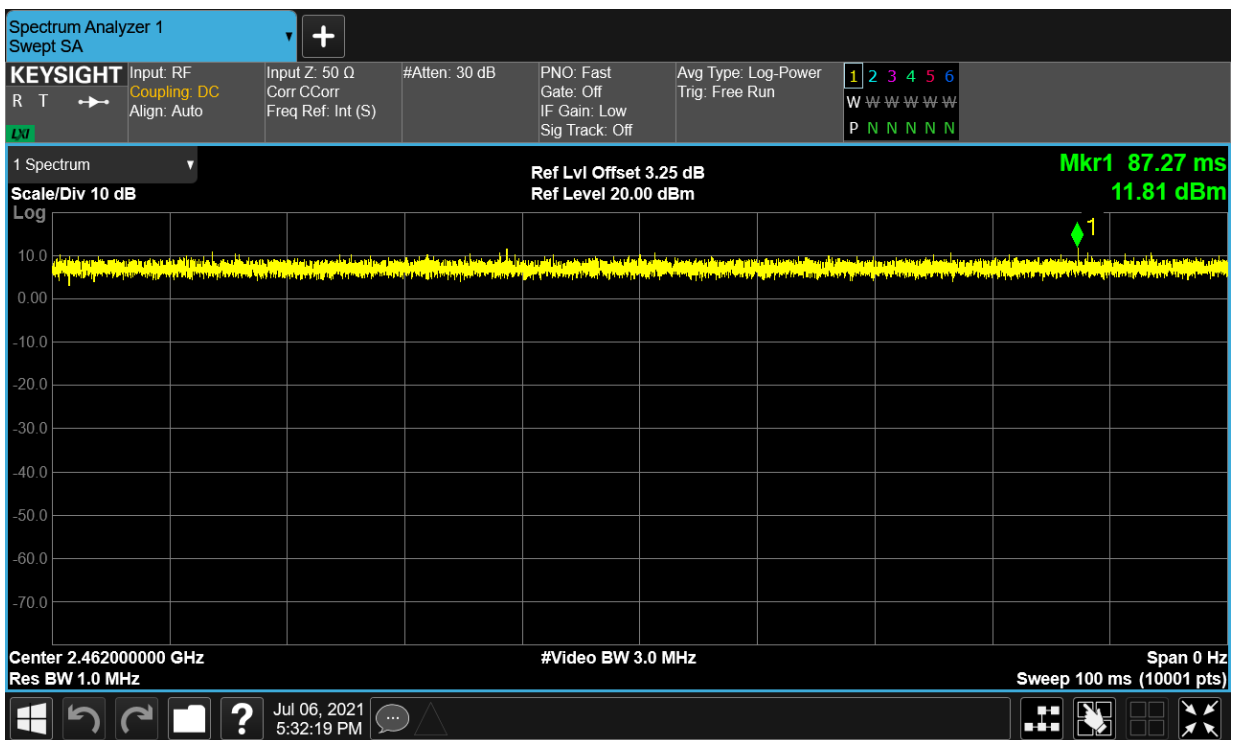 Spectrum Analyzer 1
Swept SA
+
KEYSIGHT
R T
LXI
Input: RF
Coupling: DC
Align: Auto
Input Z: 50 Ω
Corr CCorr
Freq Ref: Int (S)
#Atten: 30 dB
PNO: Fast
Gate: Off
IF Gain: Low
Sig Track: Off
Avg Type: Log-Power
Trig: Free Run
1 2 3 4 5 6
W W W W W W
P N N N N N
1 Spectrum
Scale/Div 10 dB
Log
Ref Lvl Offset 3.25 dB
Ref Level 20.00 dBm
Mkr1 87.27 ms
11.81 dBm
1
10.0
0.00
-10.0
-20.0
-30.0
-40.0
-50.0
-60.0
-70.0
Center 2.462000000 GHz
Res BW 1.0 MHz
#Video BW 3.0 MHz
Span 0 Hz
Sweep 100 ms (10001 pts)
?
Jul 06, 2021
5:32:19 PM